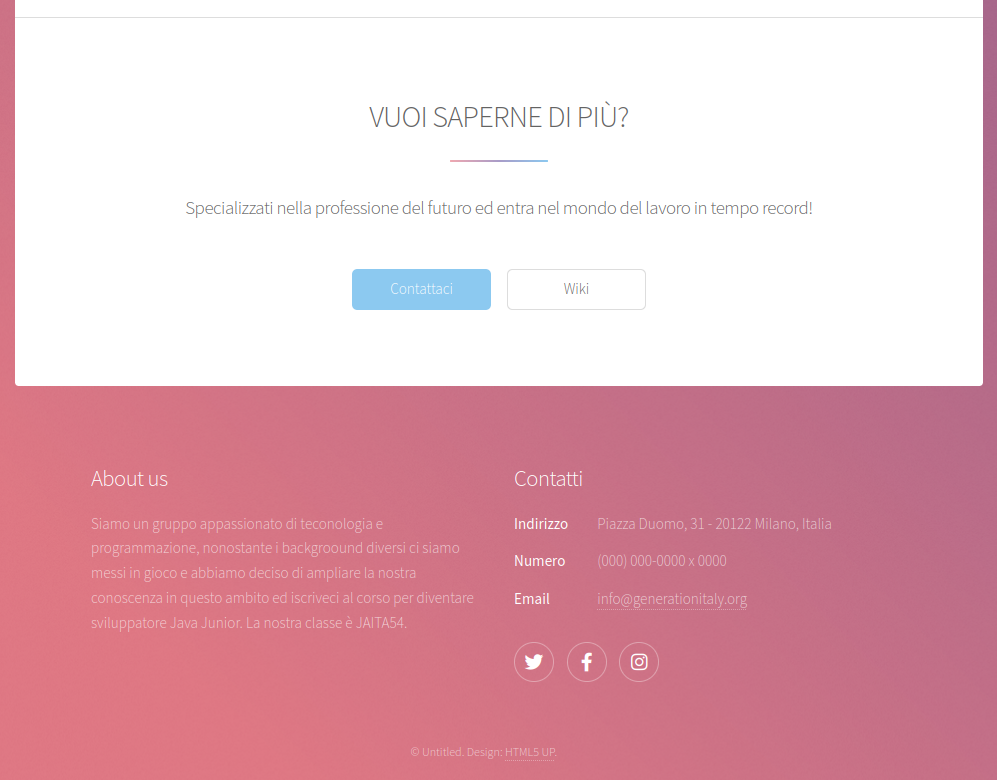 VUOI SAPERNE DI PIÙ?
Specializzati nella professione del futuro ed entra nel mondo del lavoro in tempo record!
Contattaci
Wiki
About us
Siamo un gruppo appassionato di teconologia e
programmazione, nonostante i backgroound diversi ci siamo
messi in gioco e abbiamo deciso di ampliare la nostra
conoscenza in questo ambito ed iscriveci al corso per diventare
sviluppatore Java Junior. La nostra classe è JAITA54.
Contatti
Indirizzo Piazza Duomo, 31 - 20122 Milano, Italia
Numero (000) 000-0000 x 0000
Email info@generationitaly.org
© Untitled. Design: HTML5 UP.